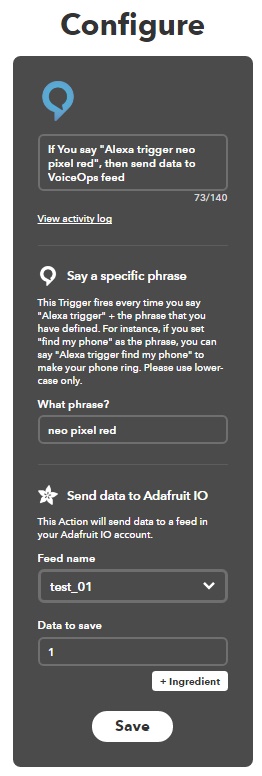 Configure
If You say "Alexa trigger neo
pixel red", then send data to
VoiceOps feed
73/140
View activity log
Say a specific phrase
This Trigger fires every time you say
"Alexa trigger" + the phrase that you
have defined. For instance, if you set
"find my phone" as the phrase, you can
say "Alexa trigger find my phone" to
make your phone ring. Please use lower-
case only.
What phrase?
neo pixel red
Send data to Adafruit IO
This Action will send data to a feed in
your Adafruit IO account.
Feed name
test_01
Data to save
1
+ Ingredient
Save